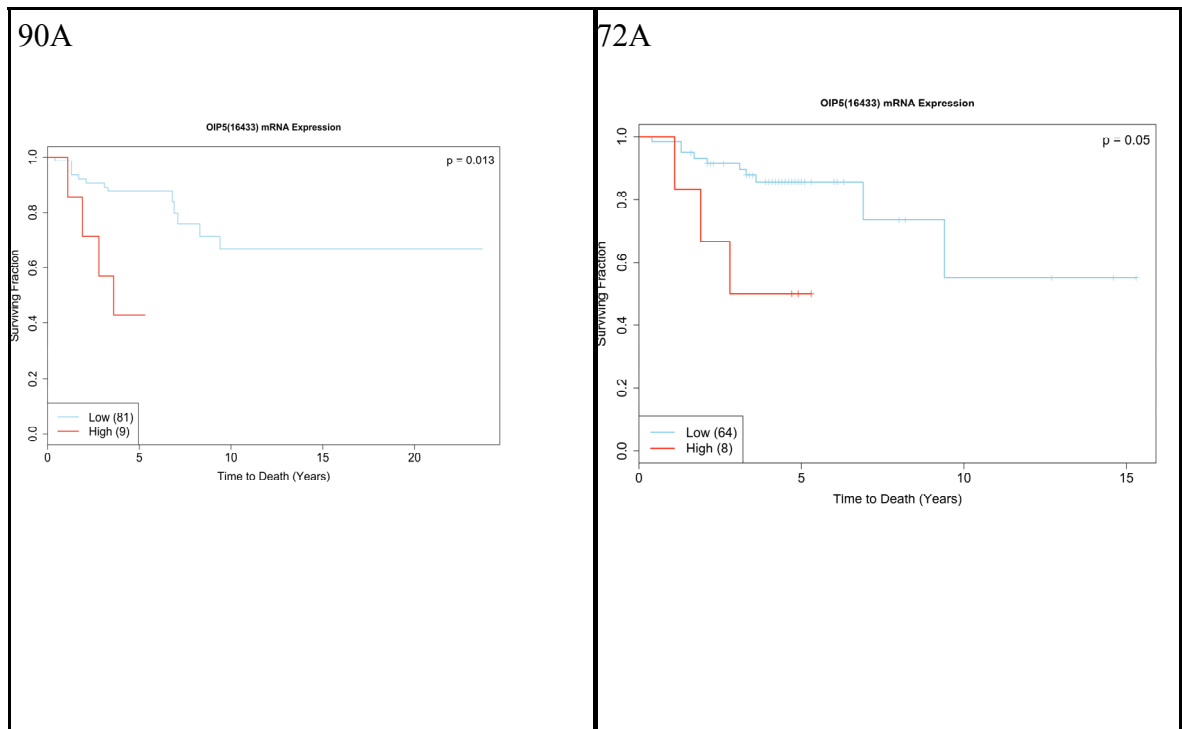 90A
OIP5(16433) mRNA Expression
p = 0.013
Surviving Fraction
1.0
0.8
0.6
0.4
0.2
0.0
Low (81)
High (9)
0 5 10 15 20
Time to Death (Years)
72A
OIP5(16433) mRNA Expression
p = 0.05
Surviving Fraction
1.0
0.8
0.6
0.4
0.2
0.0
Low (64)
High (8)
0 5 10 15
Time to Death (Years)